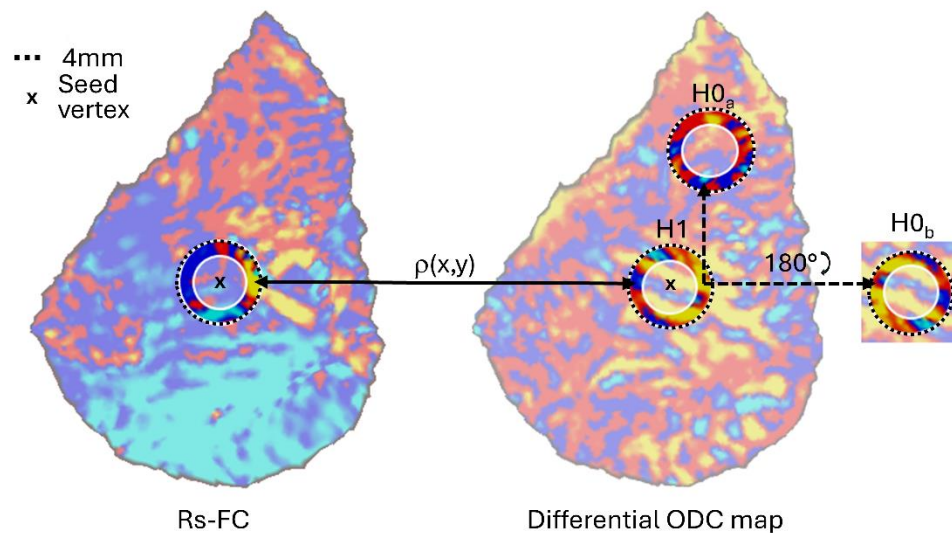 4mm
x Seed
vertex
H0a
H1
H0b
ρ(x,y)
180°
x
x
Rs-FC
Differential ODC map